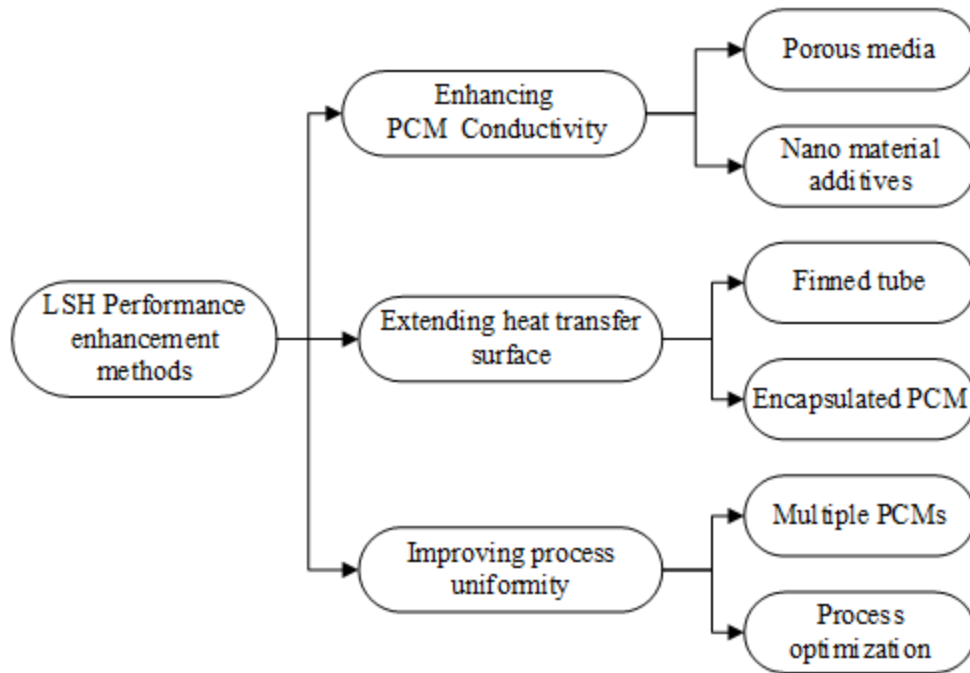 LSH Performance
enhancement
methods
Enhancing
PCM Conductivity
Porous media
Nano material
additives
Extending heat transfer
surface
Finned tube
Encapsulated PCM
Improving process
uniformity
Multiple PCMs
Process
optimization